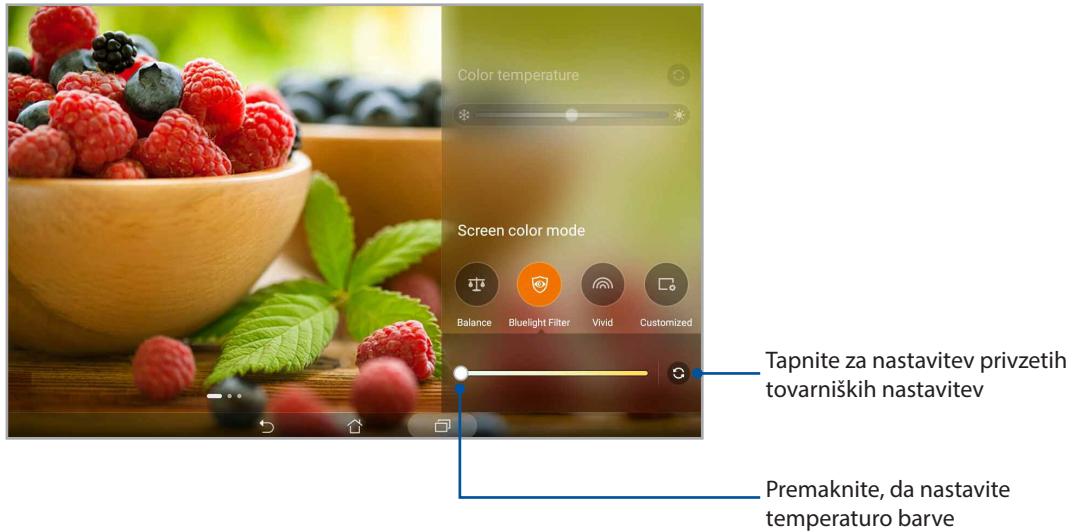 Color temperature
Screen color mode
Balance Bluelight Filter Vivid Customized
Tapnite za nastavitev privzetih
tovarniških nastavitev
Premaknite, da nastavite
temperaturo barve